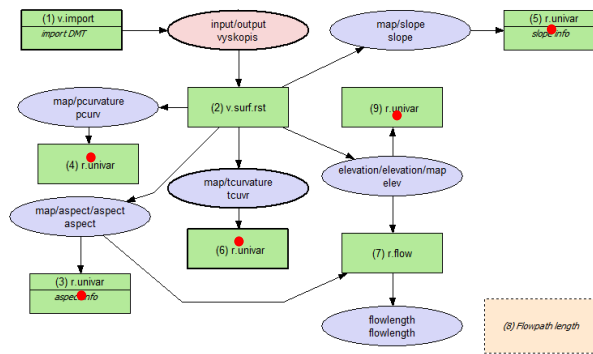 (1) v.import
import DMT
input/output
vyskopis
map/slope
slope
(5) r.univar
slope info
map/pcurvature
pcurv
(2) v.surf.rst
(9) r.univar
(4) r.univar
map/tcurvature
tcuvr
elevation/elevation/map
elev
map/aspect/aspect
aspect
(6) r.univar
(7) r.flow
(3) r.univar
aspect info
flowlength
flowlength
(8) Flowpath length